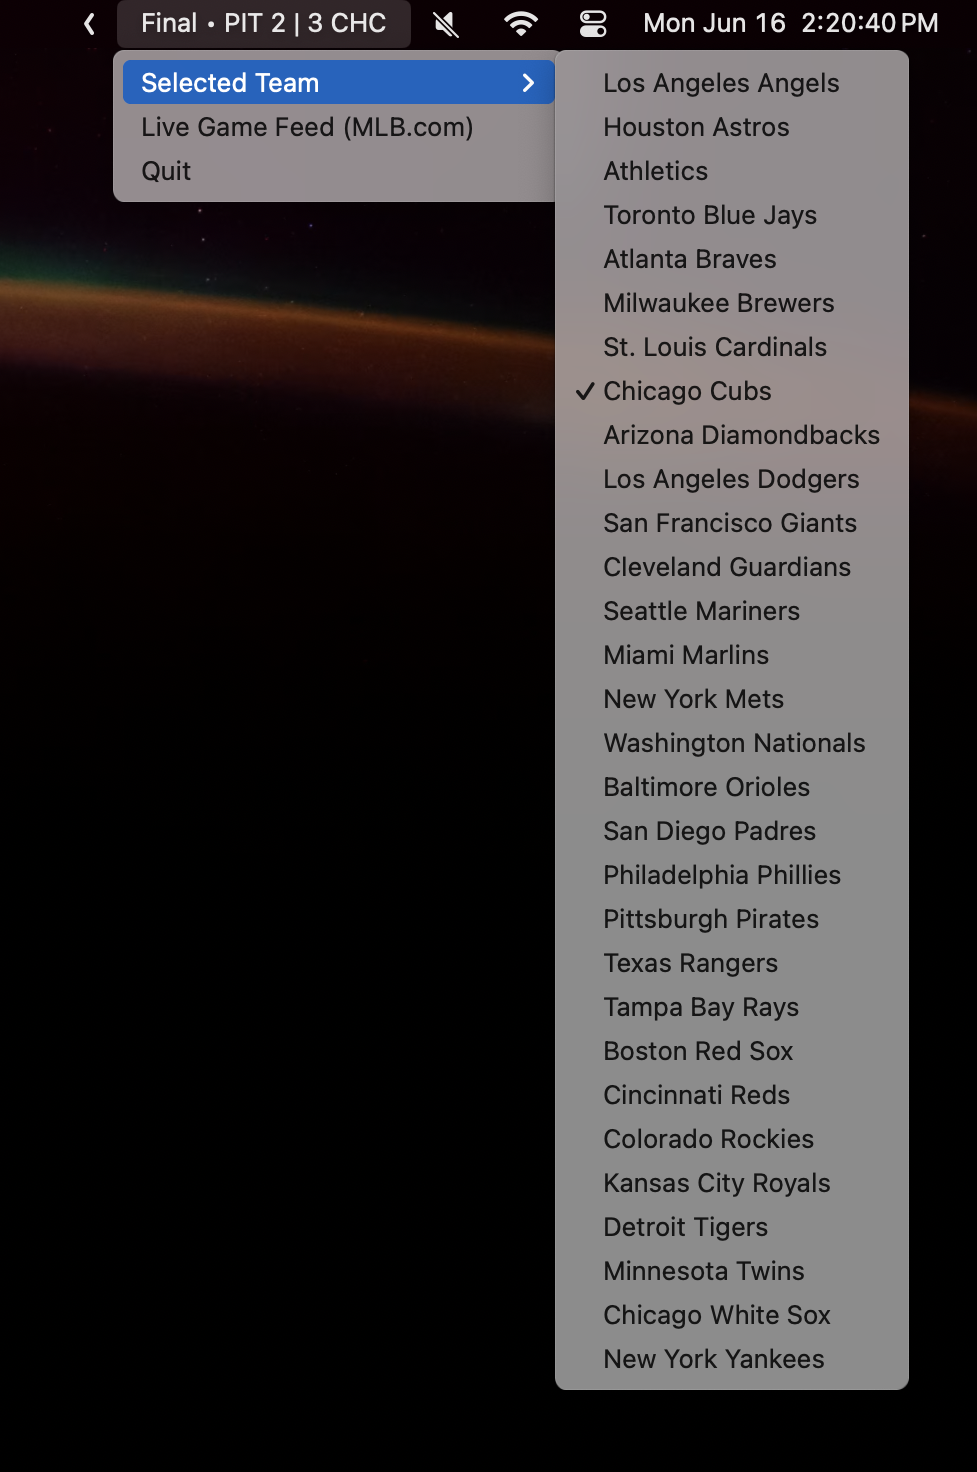 Final • PIT 2 | 3 CHC
Mon Jun 16 2:20:40 PM
Selected Team
Live Game Feed (MLB.com)
Quit
Los Angeles Angels
Houston Astros
Athletics
Toronto Blue Jays
Atlanta Braves
Milwaukee Brewers
St. Louis Cardinals
✓ Chicago Cubs
Arizona Diamondbacks
Los Angeles Dodgers
San Francisco Giants
Cleveland Guardians
Seattle Mariners
Miami Marlins
New York Mets
Washington Nationals
Baltimore Orioles
San Diego Padres
Philadelphia Phillies
Pittsburgh Pirates
Texas Rangers
Tampa Bay Rays
Boston Red Sox
Cincinnati Reds
Colorado Rockies
Kansas City Royals
Detroit Tigers
Minnesota Twins
Chicago White Sox
New York Yankees